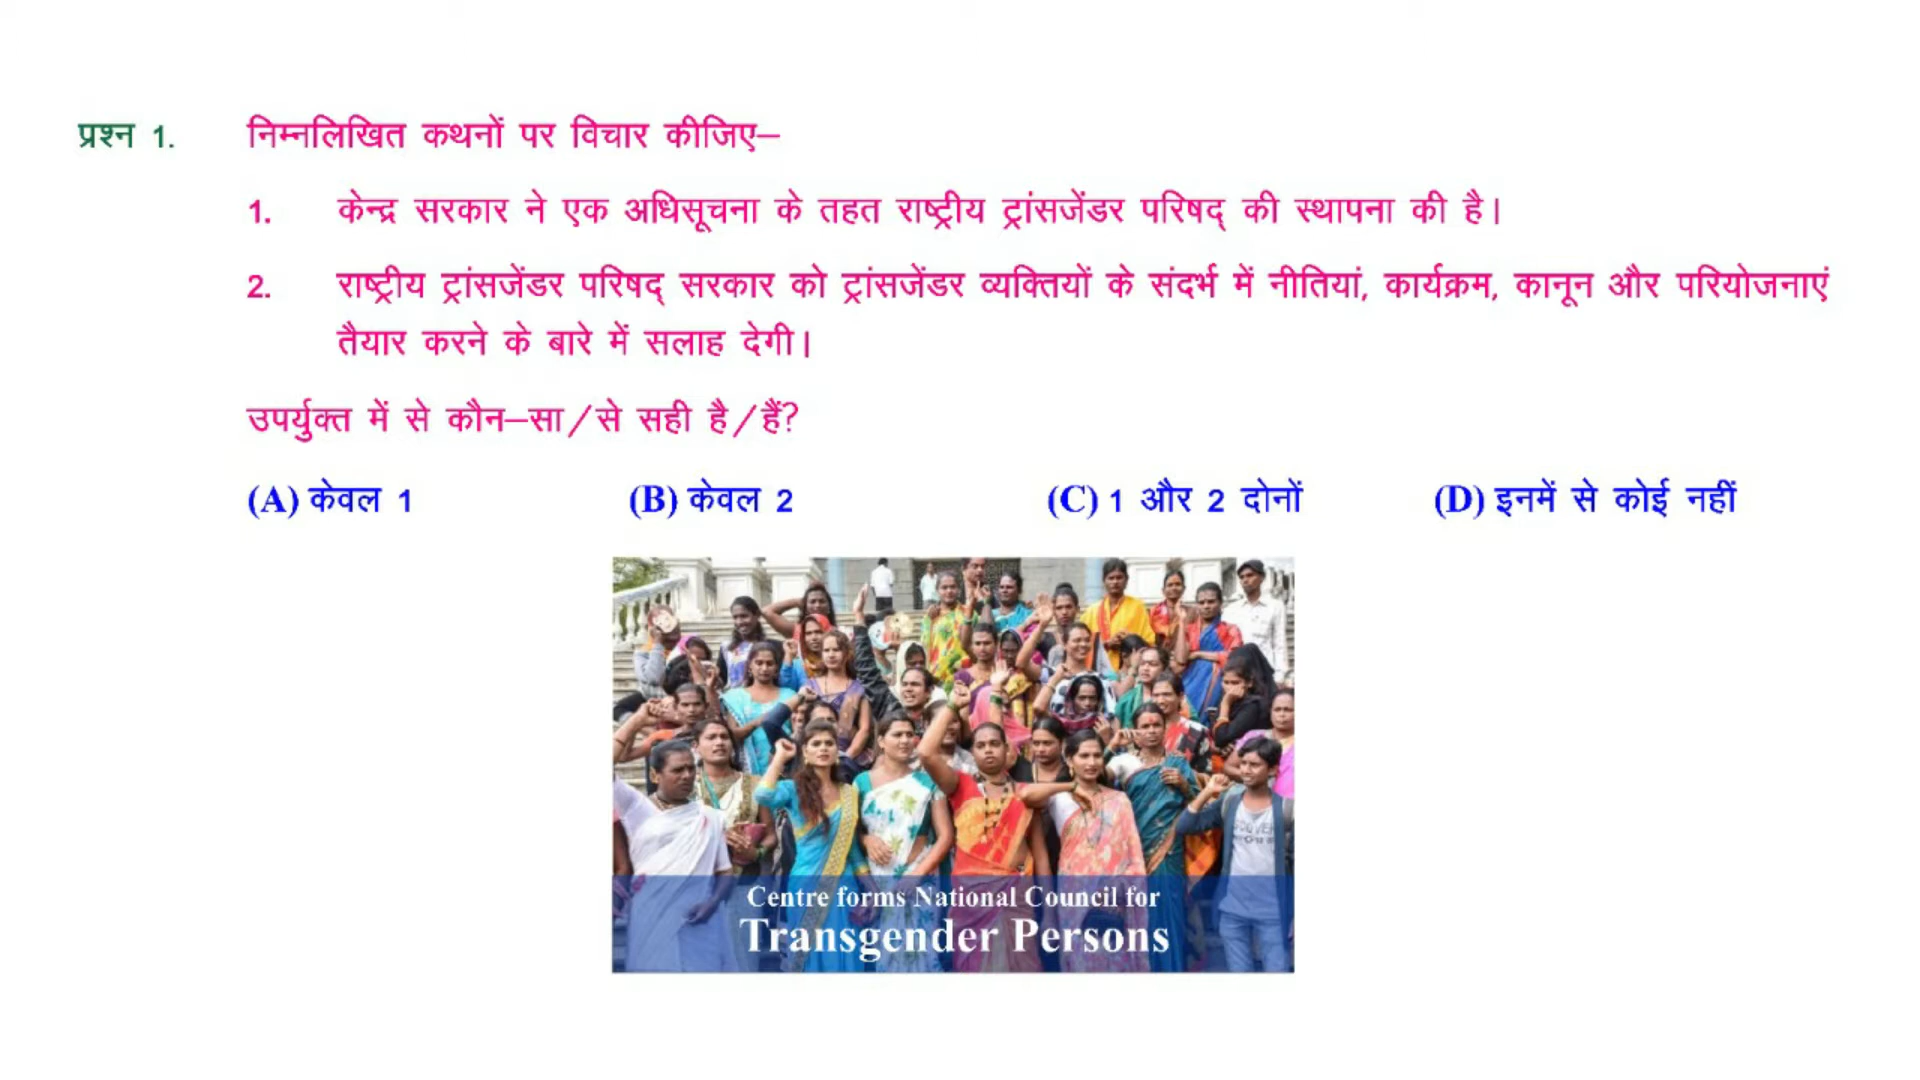 प्रश्न 1. निम्नलिखित कथनों पर विचार कीजिए–
1. केन्द्र सरकार ने एक अधिसूचना के तहत राष्ट्रीय ट्रांसजेंडर परिषद् की स्थापना की है।
2. राष्ट्रीय ट्रांसजेंडर परिषद् सरकार को ट्रांसजेंडर व्यक्तियों के संदर्भ में नीतियां, कार्यक्रम, कानून और परियोजनाएं
तैयार करने के बारे में सलाह देगी।
उपर्युक्त में से कौन–सा/से सही है/हैं?
(A) केवल 1 (B) केवल 2 (C) 1 और 2 दोनों (D) इनमें से कोई नहीं
Centre forms National Council for
Transgender Persons